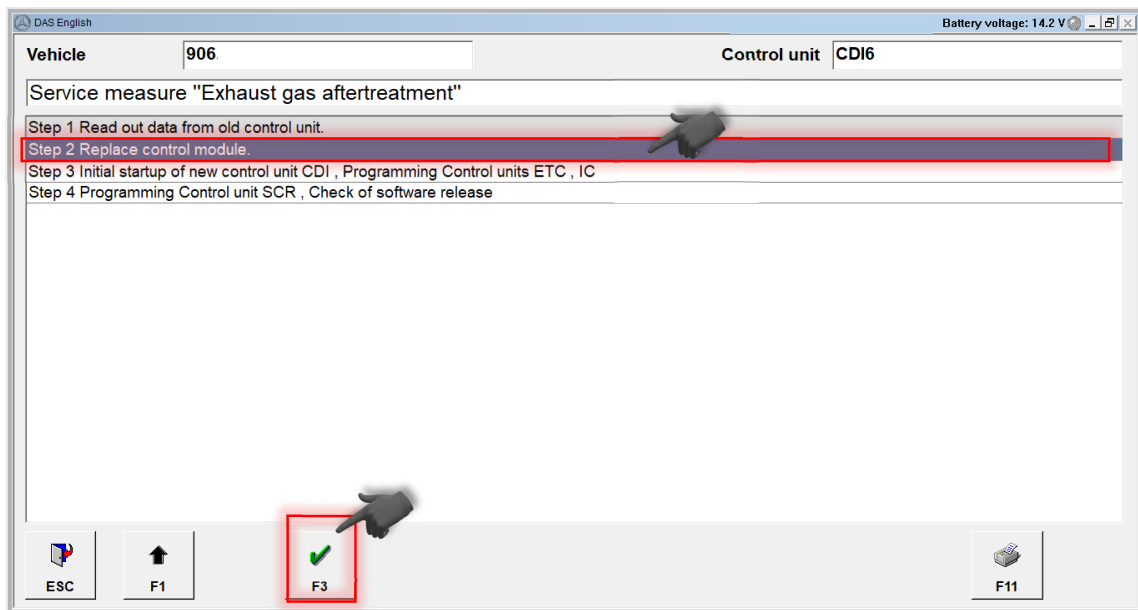 DAS English
Battery voltage: 14.2 V
Vehicle 906. Control unit CDI6
Service measure "Exhaust gas aftertreatment"
Step 1 Read out data from old control unit.
Step 2 Replace control module.
Step 3 Initial startup of new control unit CDI , Programming Control units ETC , IC
Step 4 Programming Control unit SCR , Check of software release
ESC F1 F3 F11